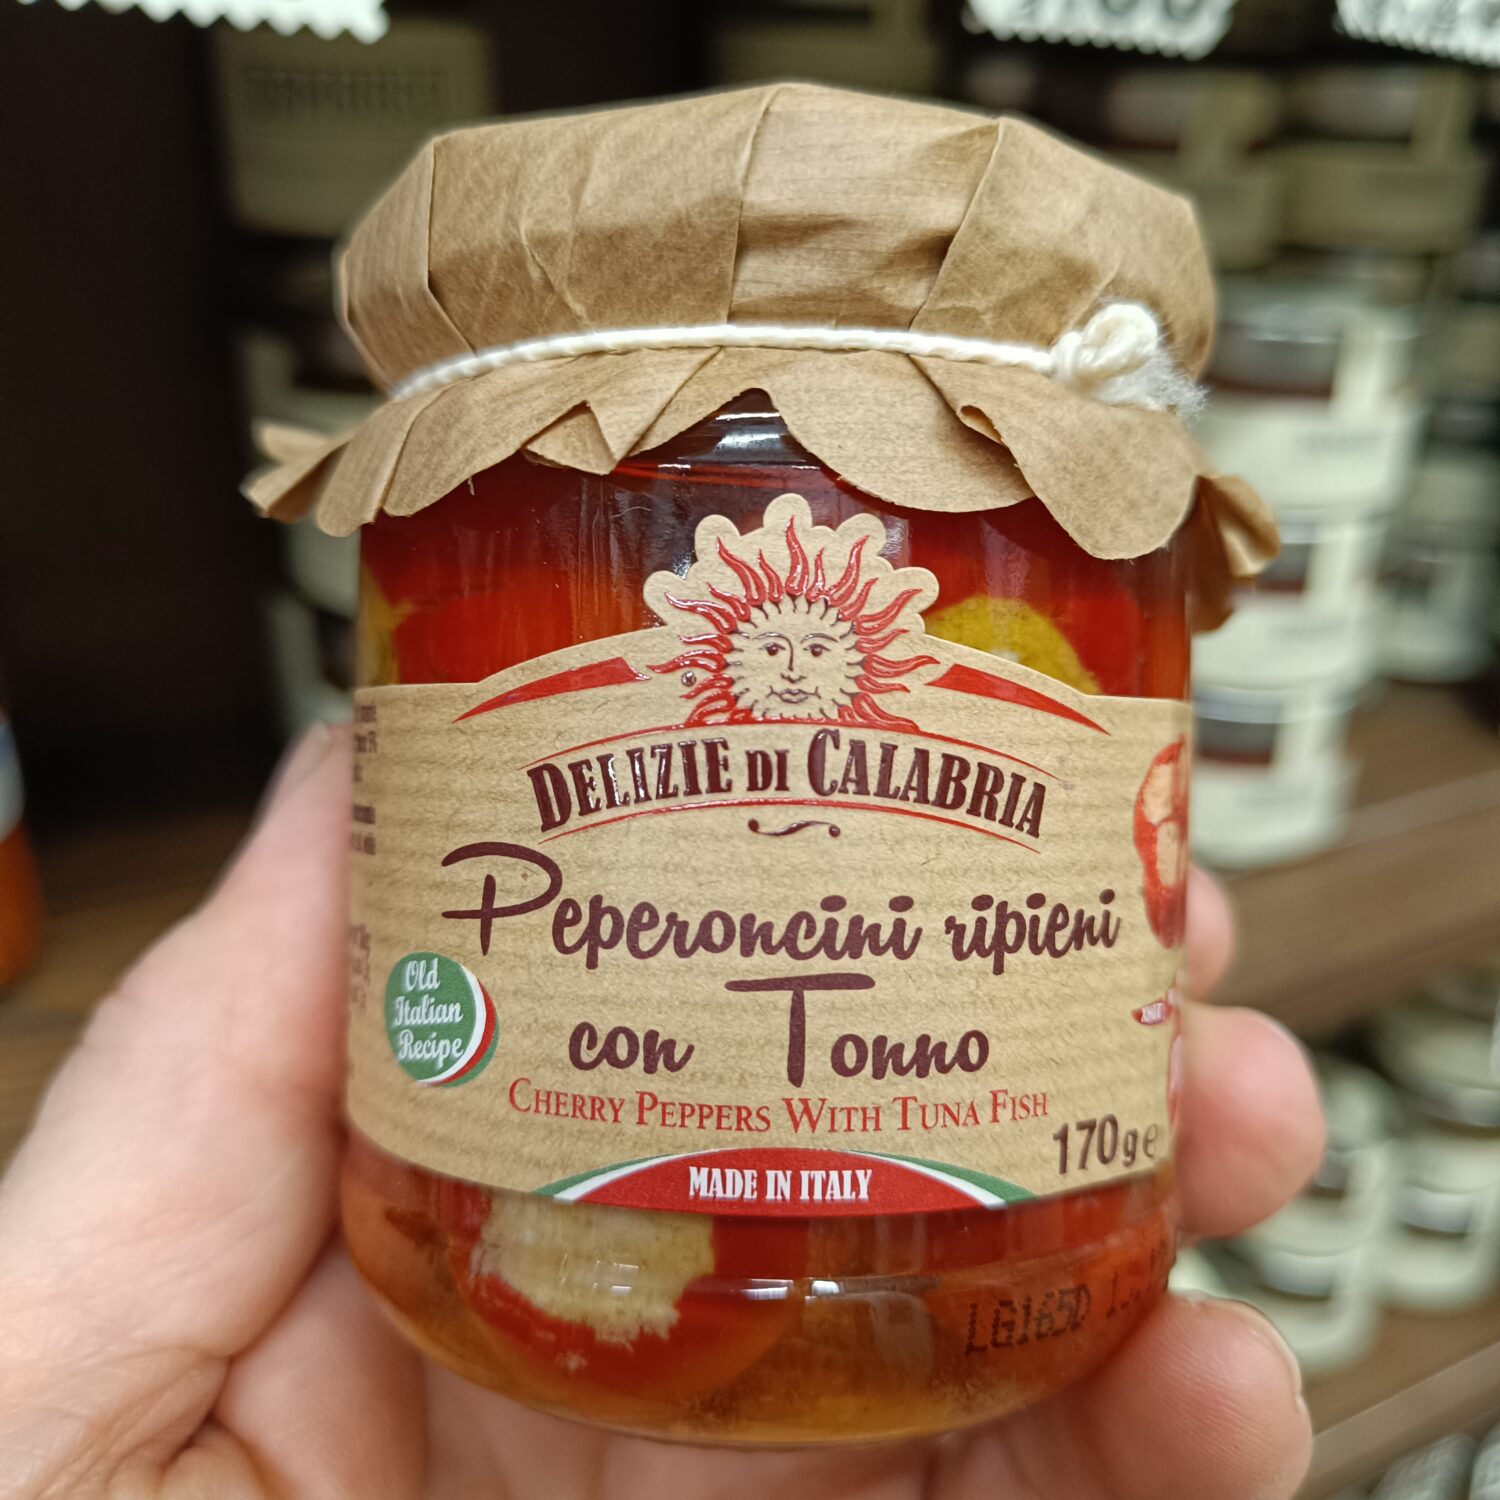 DELIZIE DI CALABRIA
Peperoncini ripieni
con Tonno
Old
Italian
Recipe
CHERRY PEPPERS WITH TUNA FISH
170g e
MADE IN ITALY
LG165D